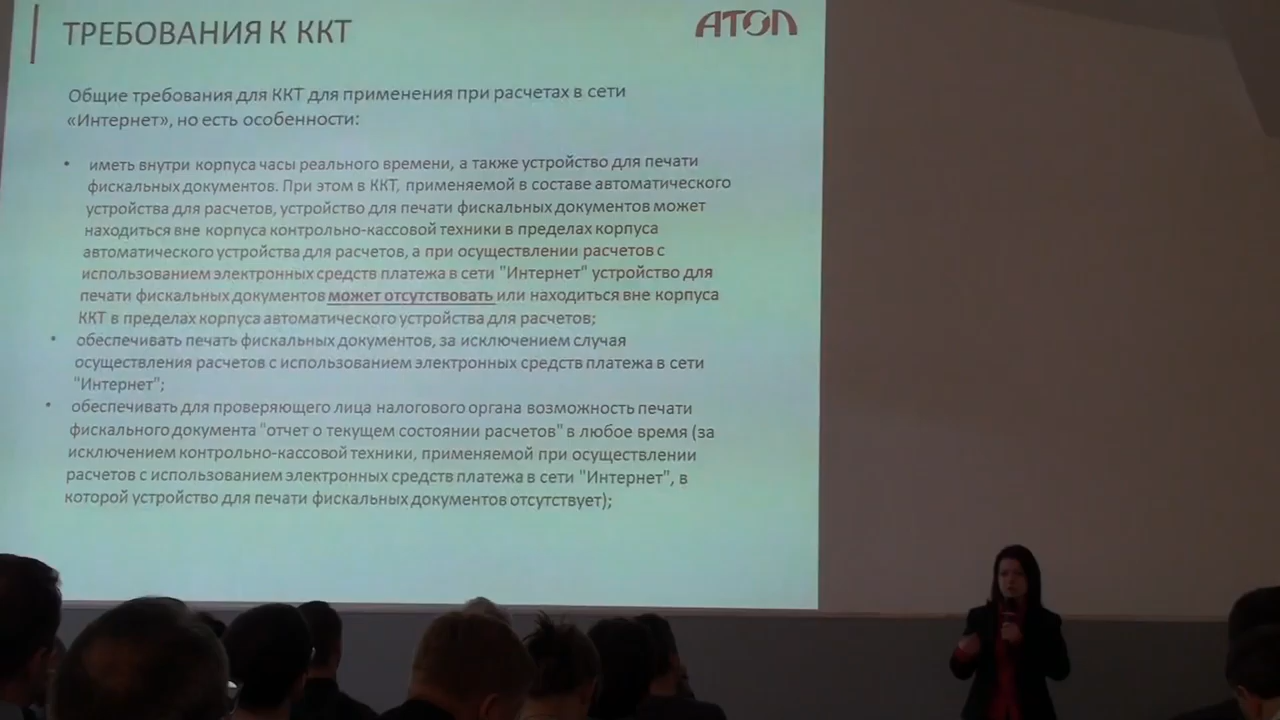 ТРЕБОВАНИЯ К ККТ
АТОЛ
Общие требования для ККТ для применения при расчетах в сети
«Интернет», но есть особенности:
• иметь внутри корпуса часы реального времени, а также устройство для печати
фискальных документов. При этом в ККТ, применяемой в составе автоматического
устройства для расчетов, устройство для печати фискальных документов может
находиться вне корпуса контрольно-кассовой техники в пределах корпуса
автоматического устройства для расчетов, а при осуществлении расчетов с
использованием электронных средств платежа в сети "Интернет" устройство для
печати фискальных документов может отсутствовать или находиться вне корпуса
ККТ в пределах корпуса автоматического устройства для расчетов;
• обеспечивать печать фискальных документов, за исключением случая
осуществления расчетов с использованием электронных средств платежа в сети
"Интернет";
• обеспечивать для проверяющего лица налогового органа возможность печати
фискального документа "отчет о текущем состоянии расчетов" в любое время (за
исключением контрольно-кассовой техники, применяемой при осуществлении
расчетов с использованием электронных средств платежа в сети "Интернет", в
которой устройство для печати фискальных документов отсутствует);